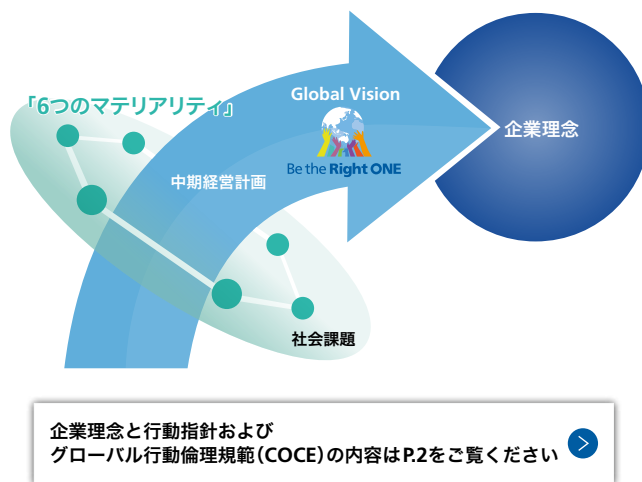 「6つのマテリアリティ」
Global Vision
Be the Right ONE
企業理念
中期経営計画
社会課題
企業理念と行動指針および
グローバル行動倫理規範(COCE)の内容はP.2をご覧ください